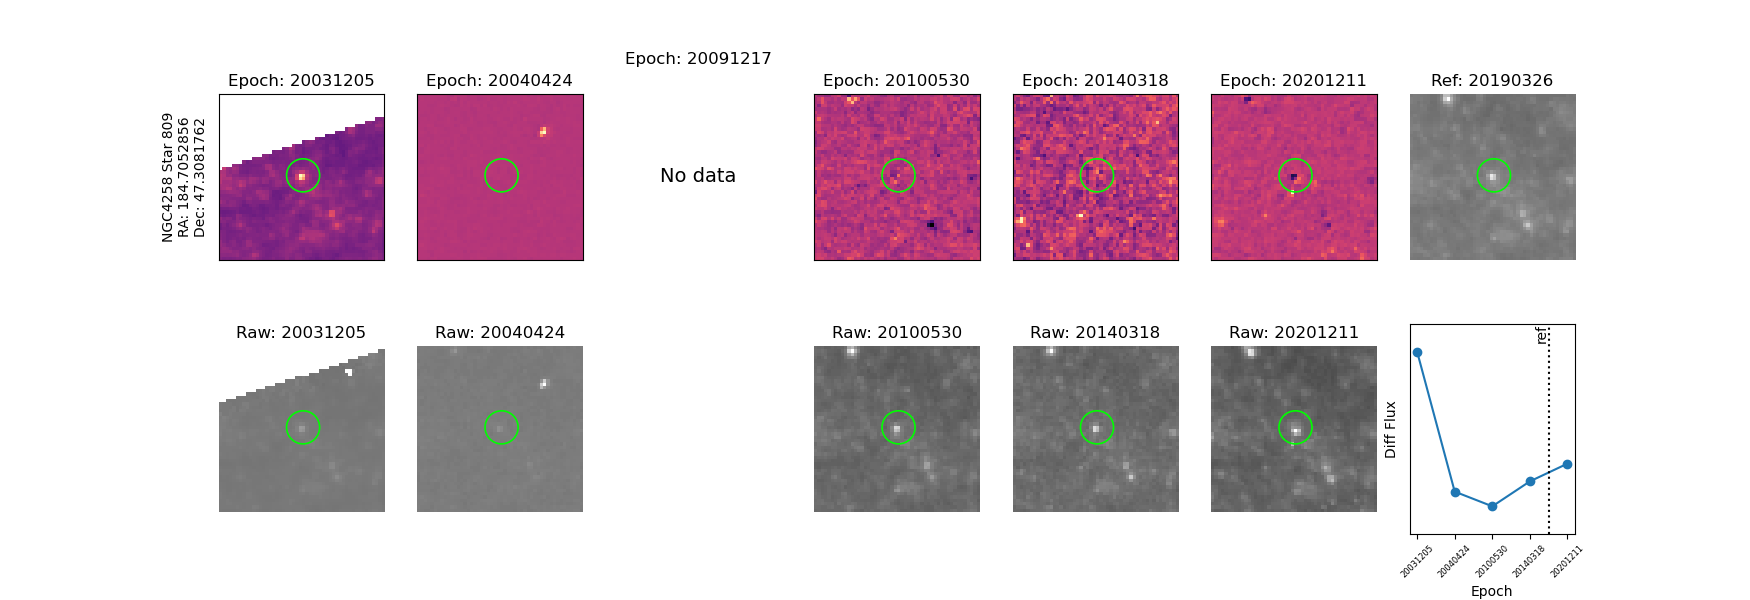 Epoch: 20091217
Epoch: 20031205
Epoch: 20040424
Epoch: 20100530
Epoch: 20140318
Epoch: 20201211
Ref: 20190326
NGC4258 Star 809
RA: 184.7052856
Dec: 47.3081762
No data
Raw: 20031205
Raw: 20040424
Raw: 20100530
Raw: 20140318
Raw: 20201211
ref
Diff Flux
20031205
20040424
20100530
20140318
20201211
Epoch